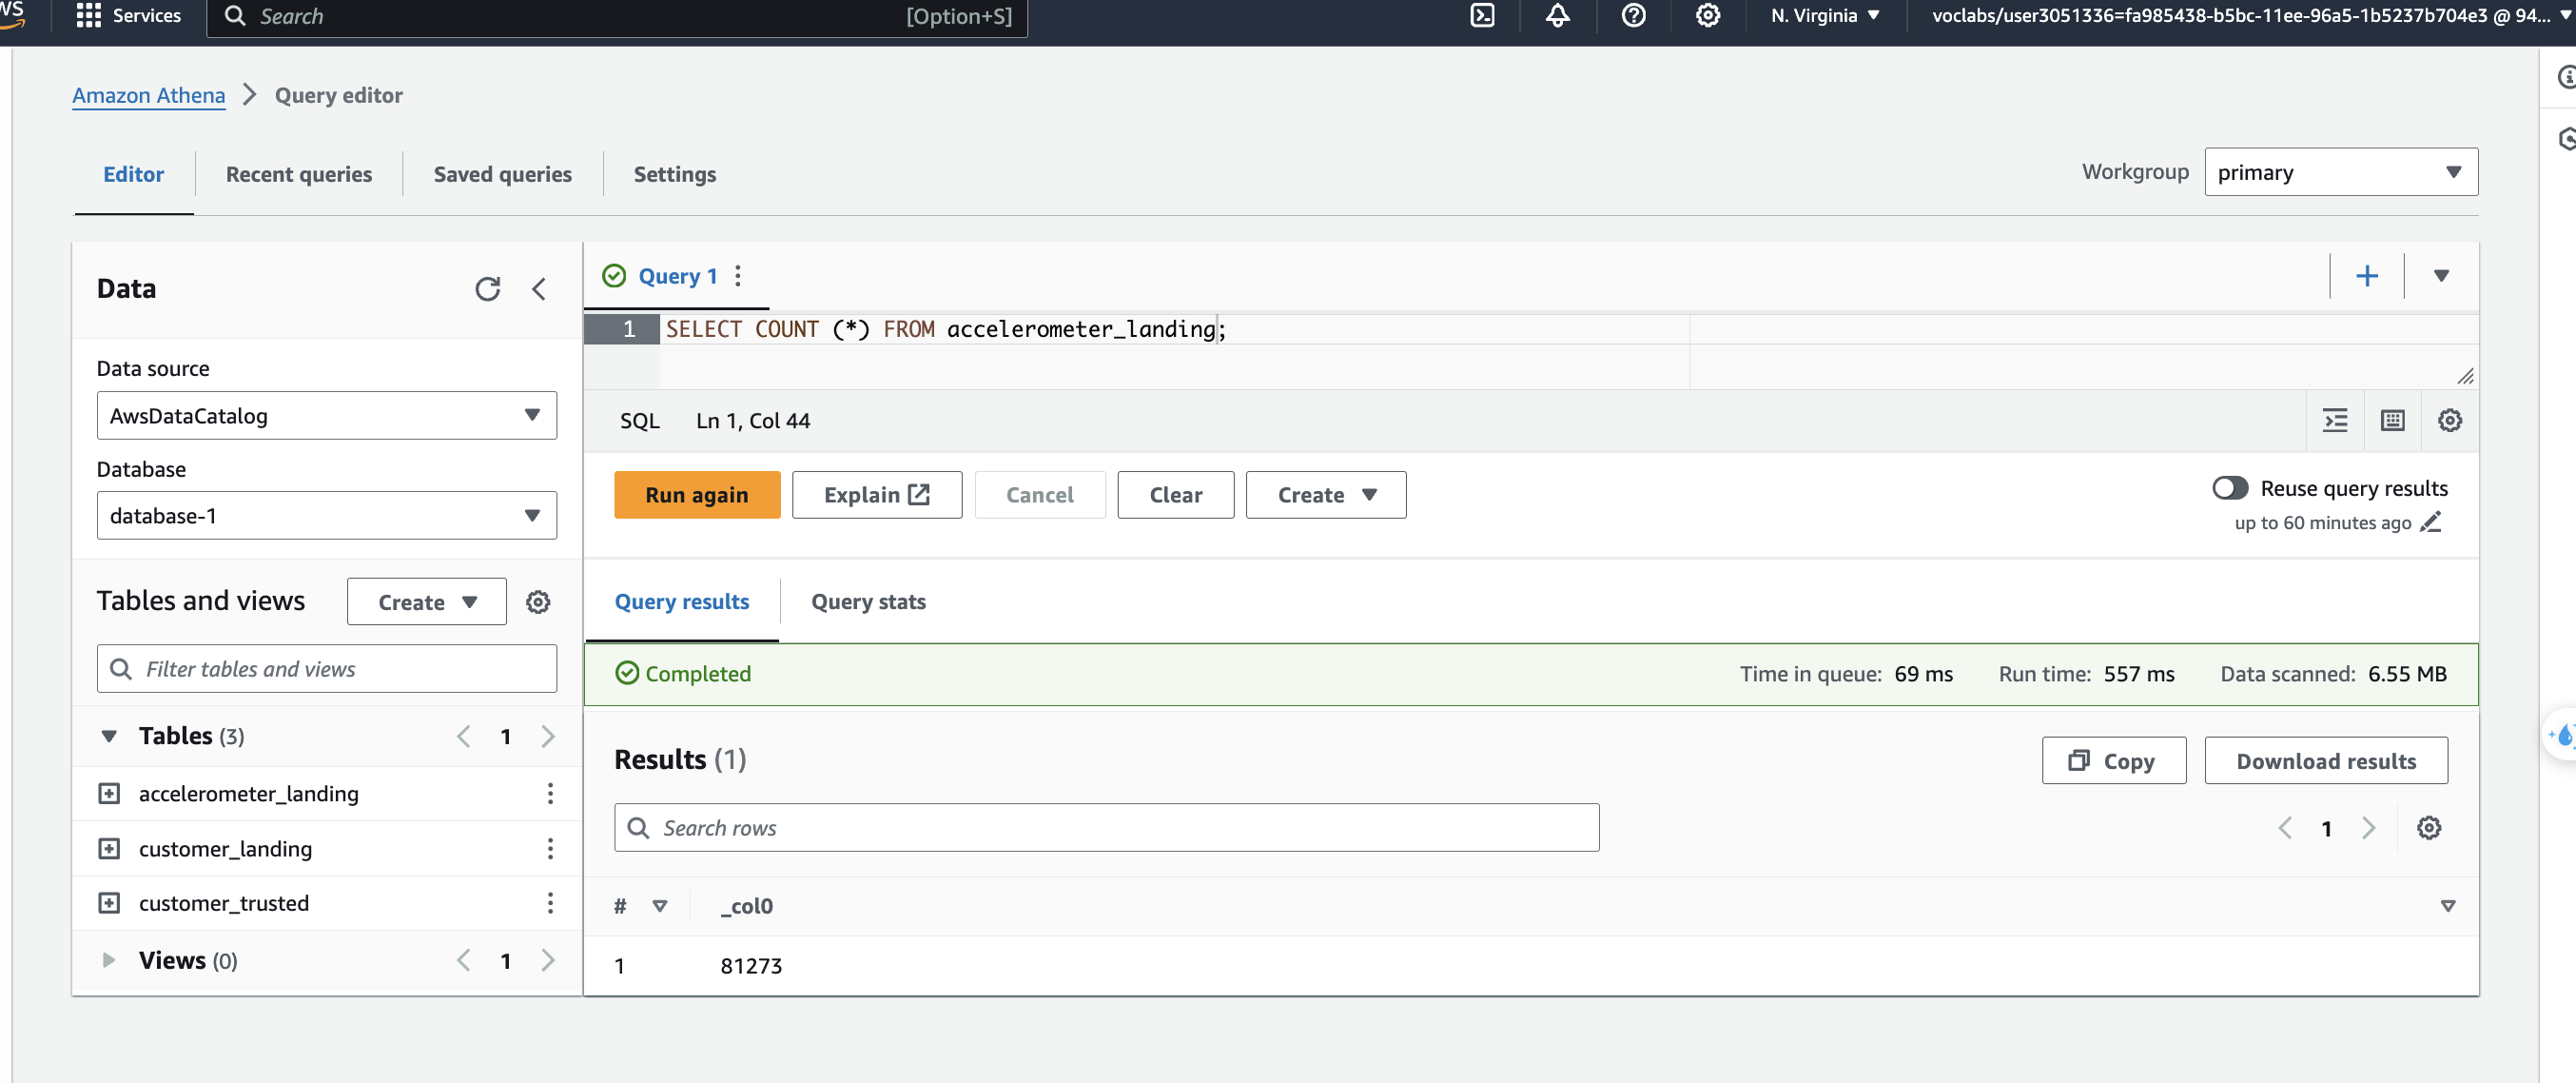 Services
Search
[Option+S]
N. Virginia
voclabs/user3051336=fa985438-b5bc-11ee-96a5-1b5237b704e3 @ 94...
Amazon Athena
Query editor
Editor
Recent queries
Saved queries
Settings
Workgroup
primary
Data
Data source
AwsDataCatalog
Database
database-1
Tables and views
Create
Filter tables and views
Tables (3)
1
accelerometer_landing
customer_landing
customer_trusted
Views (0)
1
Query 1
1 SELECT COUNT (*) FROM accelerometer_landing;
SQL Ln 1, Col 44
Run again
Explain
Cancel
Clear
Create
Reuse query results
up to 60 minutes ago
Query results
Query stats
Completed
Time in queue: 69 ms
Run time: 557 ms
Data scanned: 6.55 MB
Results (1)
Copy
Download results
Search rows
1
# _col0
1 81273